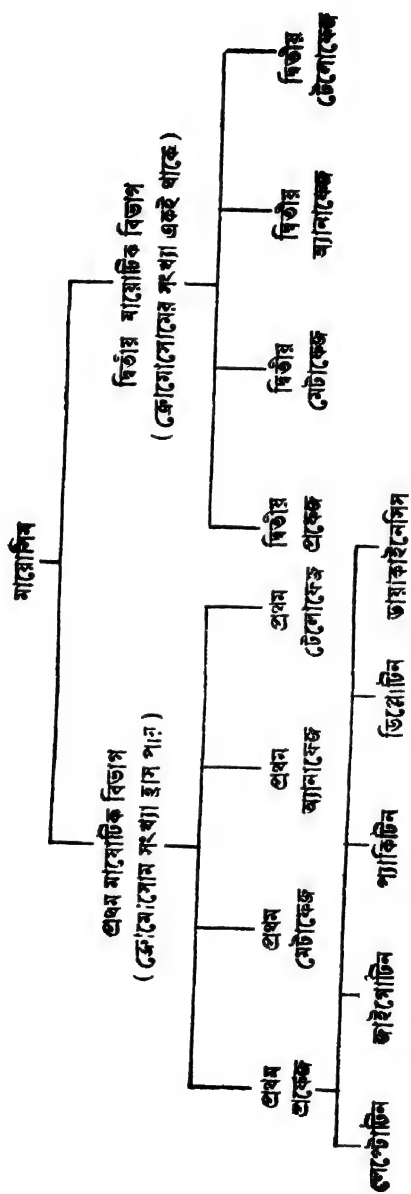 মায়োসিস
প্রথম মায়োটিক বিভাগ
( ক্রোমোসোম সংখ্যা হ্রাস পায় )
দ্বিতীয় মায়োটিক বিভাগ
( ক্রোমোসোমের সংখ্যা একই থাকে )
প্রথম
প্রফেজ
প্রথম
মেটাফেজ
প্রথম
অ্যানাফেজ
প্রথম
টেলোফেজ
দ্বিতীয়
প্রফেজ
দ্বিতীয়
মেটাফেজ
দ্বিতীয়
অ্যানাফেজ
দ্বিতীয়
টেলোফেজ
লেপ্টোটিন
জাইগোটিন
প্যাকিটিন
ডিপ্লোটিন
ডায়াকাইনেসিস